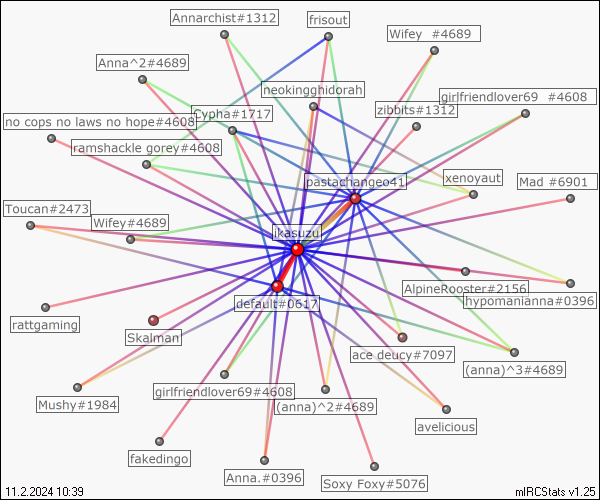 Annarchist#1312
frisout
Wifey  #4689
Anna^2#4689
neokingghidorah
girlfriendlover69  #4608
Cypha#1717
zibbits#1312
no cops no laws no hope#4608
ramshackle gorey#4608
pastachangeo41
xenoyaut
Mad #6901
Toucan#2473
Wifey#4689
ikasuzu
AlpineRooster#2156
default#0617
hypomanianna#0396
rattgaming
Skalman
ace deucy#7097
(anna)^3#4689
girlfriendlover69#4608
Mushy#1984
(anna)^2#4689
avelicious
fakedingo
Anna.#0396
Soxy Foxy#5076
11.2.2024 10:39
mIRCStats v1.25